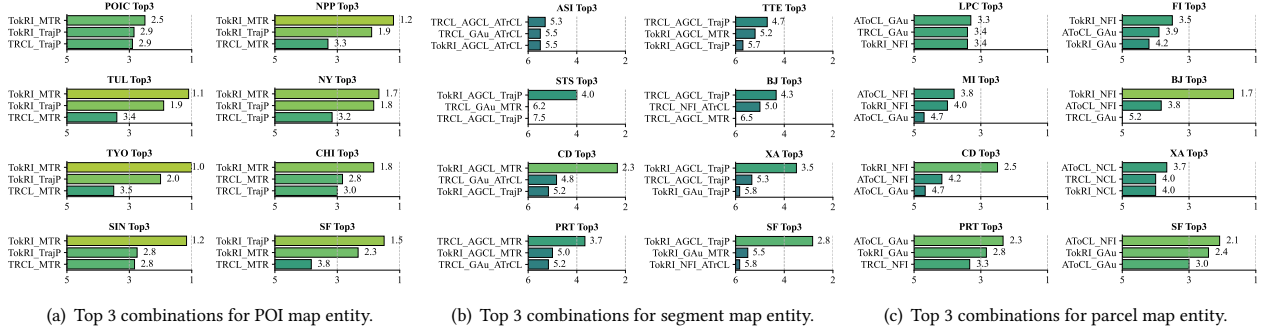 POIC Top3
TokRI_MTR 2.5
TokRI_TrajP 2.9
TRCL_MTR 2.9
5 3 1
NPP Top3
TokRI_MTR 1.2
TokRI_TrajP 1.9
TRCL_MTR 3.3
5 3 1
TUL Top3
TokRI_MTR 1.1
TokRI_TrajP 1.9
TRCL_MTR 3.4
5 3 1
NY Top3
TokRI_MTR 1.7
TokRI_TrajP 1.8
TRCL_TrajP 3.2
5 3 1
TYO Top3
TokRI_MTR 1.0
TokRI_TrajP 2.0
TRCL_MTR 3.5
5 3 1
CHI Top3
TokRI_MTR 1.8
TRCL_MTR 2.8
TRCL_TrajP 3.0
5 3 1
SIN Top3
TokRI_MTR 1.2
TokRI_TrajP 2.8
TRCL_MTR 2.8
5 3 1
SF Top3
TokRI_TrajP 1.5
TokRI_MTR 2.3
TRCL_MTR 3.8
5 3 1
(a) Top 3 combinations for POI map entity.
ASI Top3
TRCL_AGCL_ATrCL 5.3
TRCL_GAu_ATrCL 5.5
TokRI_AGCL_ATrCL 5.5
6 4 2
TTE Top3
TRCL_AGCL_TrajP 4.7
TokRI_AGCL_MTR 5.2
TokRI_AGCL_TrajP 5.7
6 4 2
STS Top3
TokRI_AGCL_TrajP 4.0
TRCL_GAu_MTR 6.2
TRCL_AGCL_TrajP 7.5
6 4 2
BJ Top3
TRCL_AGCL_TrajP 4.3
TRCL_NFI_ATrCL 5.0
TRCL_AGCL_MTR 6.5
6 4 2
CD Top3
TokRI_AGCL_MTR 2.3
TRCL_GAu_ATrCL 4.8
TokRI_AGCL_TrajP 5.2
6 4 2
XA Top3
TokRI_AGCL_MTR 3.5
TRCL_AGCL_TrajP 5.3
TokRI_GAu_TrajP 5.8
6 4 2
PRT Top3
TRCL_AGCL_MTR 3.7
TokRI_AGCL_MTR 5.0
TRCL_GAu_ATrCL 5.2
6 4 2
SF Top3
TokRI_AGCL_TrajP 2.8
TokRI_GAu_MTR 5.5
TokRI_NFI_ATrCL 5.8
6 4 2
(b) Top 3 combinations for segment map entity.
LPC Top3
AToCL_GAu 3.3
TRCL_GAu 3.4
TokRI_NFI 3.4
5 3 1
FI Top3
TokRI_NFI 3.5
AToCL_GAu 3.9
TokRI_GAu 4.2
5 3 1
MI Top3
AToCL_NFI 3.8
TokRI_NFI 4.0
AToCL_GAu 4.7
5 3 1
BJ Top3
TokRI_NFI 1.7
AToCL_NFI 3.8
TRCL_GAu 5.2
5 3 1
CD Top3
TokRI_NFI 2.5
AToCL_NFI 4.2
AToCL_GAu 4.7
5 3 1
XA Top3
AToCL_NCL 3.7
TRCL_NCL 4.0
TokRI_NCL 4.0
5 3 1
PRT Top3
AToCL_GAu 2.3
TokRI_GAu 2.8
TRCL_NFI 3.3
5 3 1
SF Top3
AToCL_NFI 2.1
TokRI_GAu 2.4
AToCL_GAu 3.0
5 3 1
(c) Top 3 combinations for parcel map entity.